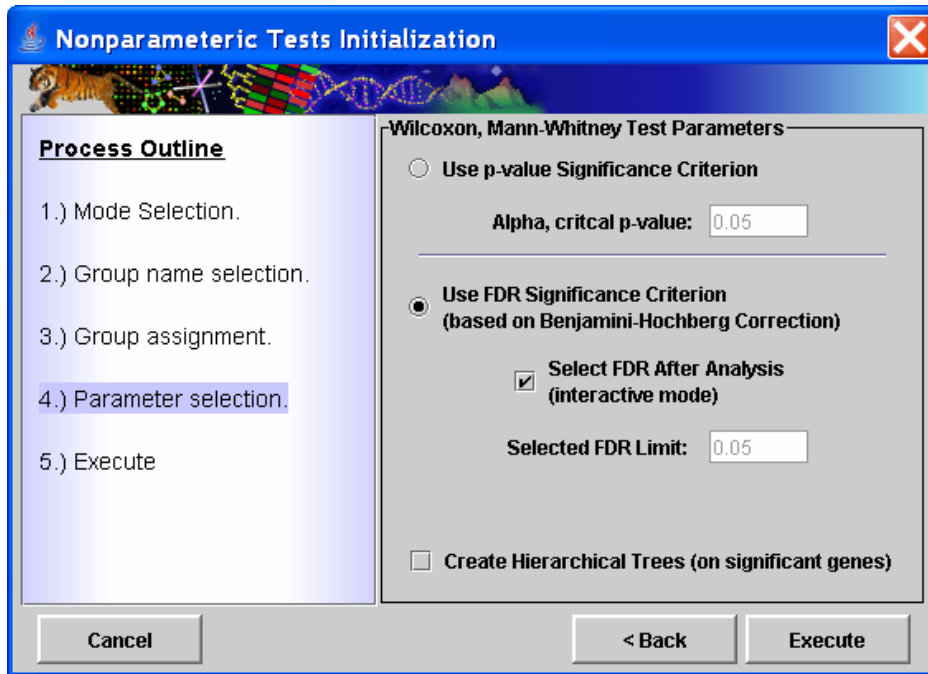 Nonparameteric Tests Initialization
Process Outline
1.) Mode Selection.
2.) Group name selection.
3.) Group assignment.
4.) Parameter selection.
5.) Execute
Wilcoxon, Mann-Whitney Test Parameters
Use p-value Significance Criterion
Alpha, critcal p-value: 0.05
Use FDR Significance Criterion
(based on Benjamini-Hochberg Correction)
Select FDR After Analysis
(interactive mode)
Selected FDR Limit: 0.05
Create Hierarchical Trees (on significant genes)
Cancel
< Back
Execute